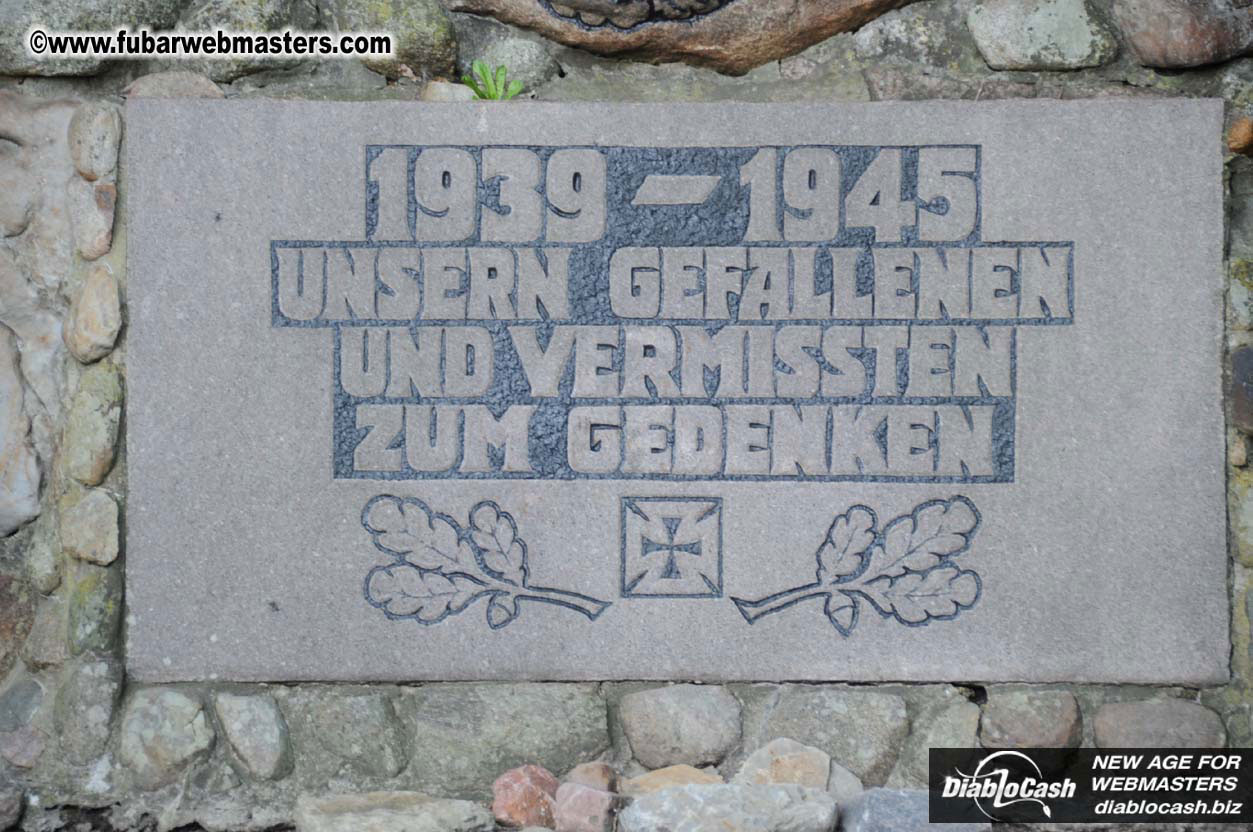 ©www.fubarwebmasters.com
1939 – 1945
UNSERN GEFALLENEN
UND VERMISSTEN
ZUM GEDENKEN
DIABLOCASH
NEW AGE FOR
WEBMASTERS
diablocash.biz